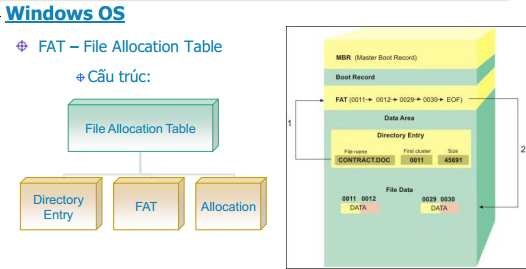 Windows OS
FAT – File Allocation Table
Cấu trúc:
File Allocation Table
Directory
Entry
FAT
Allocation
MBR (Master Boot Record)
Boot Record
FAT (0011 → 0012 → 0029 → 0030 → EOF)
Data Area
Directory Entry
File name First cluster Size
CONTRACT.DOC 0011 45691
File Data
0011 0012 0029 0030
DATA DATA
1
2